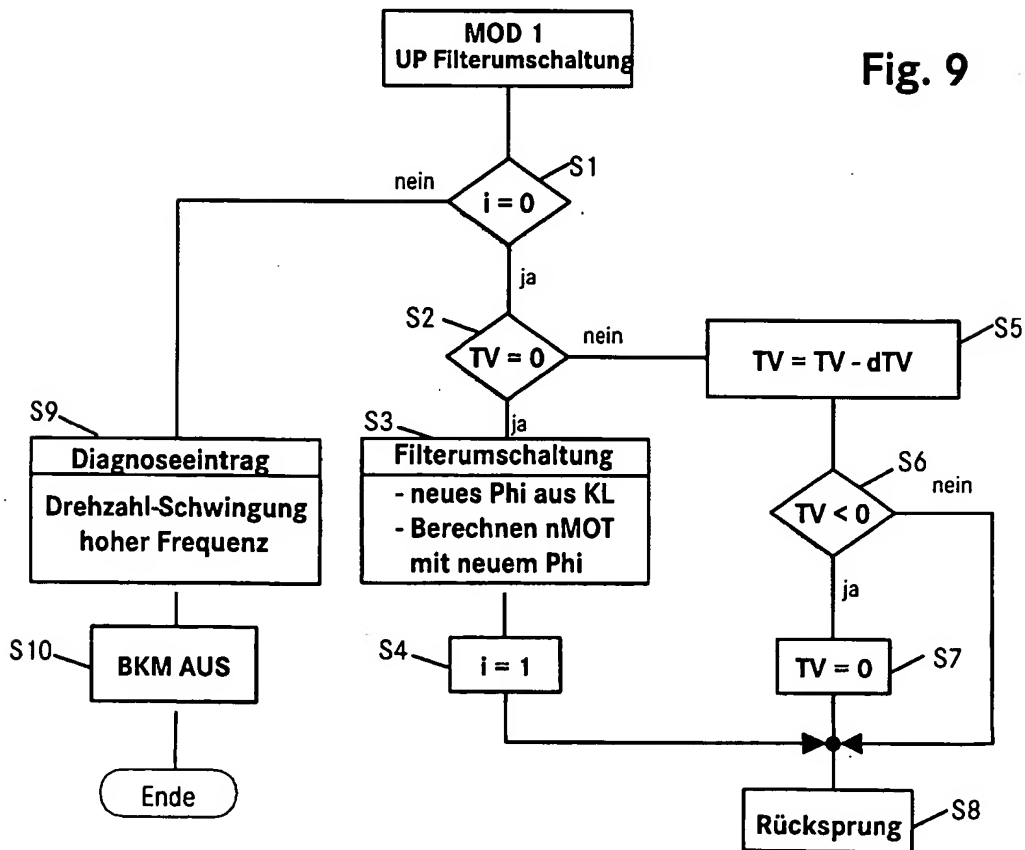 MOD 1
UP Filterumschaltung
Fig. 9
S1
nein
i = 0
ja
S2
nein
TV = 0
S5
TV = TV - dTV
ja
S9
Diagnoseeintrag
Drehzahl-Schwingung
hoher Frequenz
S3
Filterumschaltung
- neues Phi aus KL
- Berechnen nMOT
mit neuem Phi
S6
nein
TV < 0
ja
S10
BKM AUS
S4
i = 1
S7
TV = 0
Ende
S8
Rücksprung